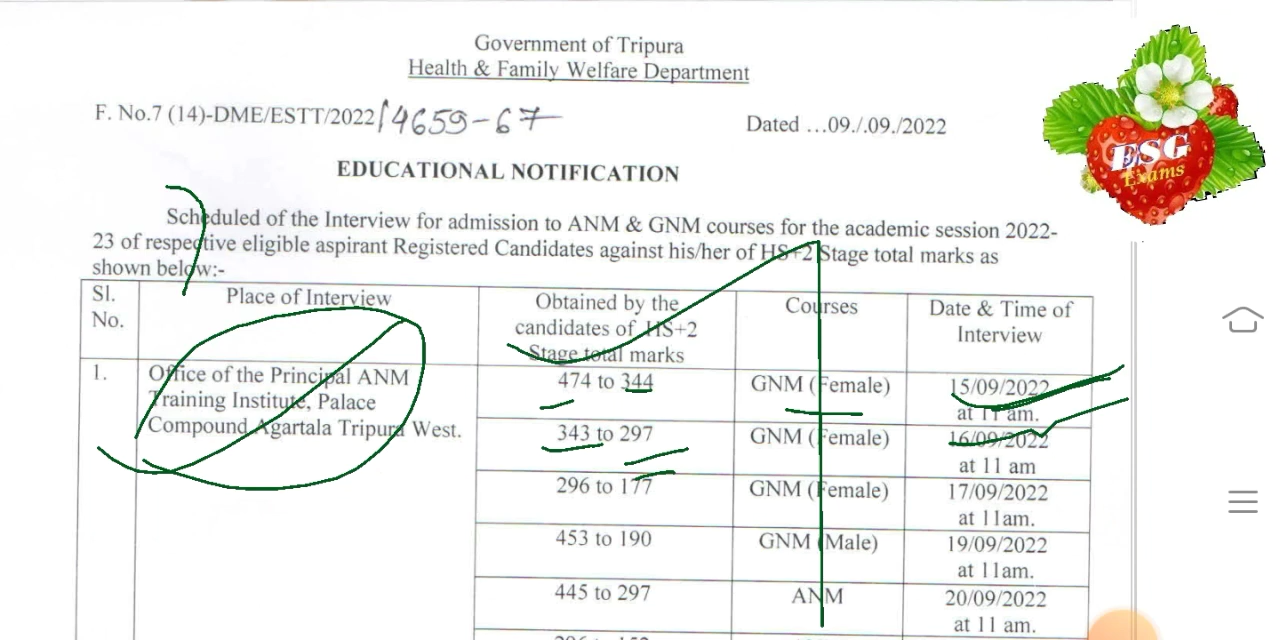 Government of Tripura
Health & Family Welfare Department
F. No.7 (14)-DME/ESTT/2022/4659-67
Dated ...09./.09./2022
ESG
Exams
EDUCATIONAL NOTIFICATION
Scheduled of the Interview for admission to ANM & GNM courses for the academic session 2022-
23 of respective eligible aspirant Registered Candidates against his/her of HS+2 Stage total marks as
shown below:-
Sl. No.
Place of Interview
Obtained by the candidates of HS+2 Stage total marks
Courses
Date & Time of Interview
1.
Office of the Principal ANM
Training Institute, Palace
Compound Agartala Tripura West.
474 to 344
GNM (Female)
15/09/2022
at 11 am.
343 to 297
GNM (Female)
16/09/2022
at 11 am
296 to 177
GNM (Female)
17/09/2022
at 11am.
453 to 190
GNM (Male)
19/09/2022
at 11am.
445 to 297
ANM
20/09/2022
at 11 am.